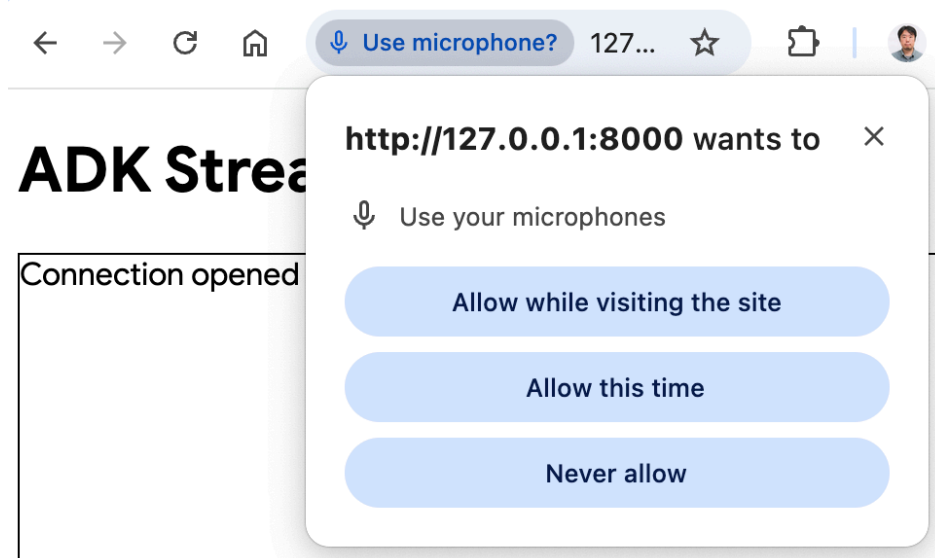 Use microphone?
127...
http://127.0.0.1:8000 wants to
ADK Strea
Use your microphones
Connection opened
Allow while visiting the site
Allow this time
Never allow